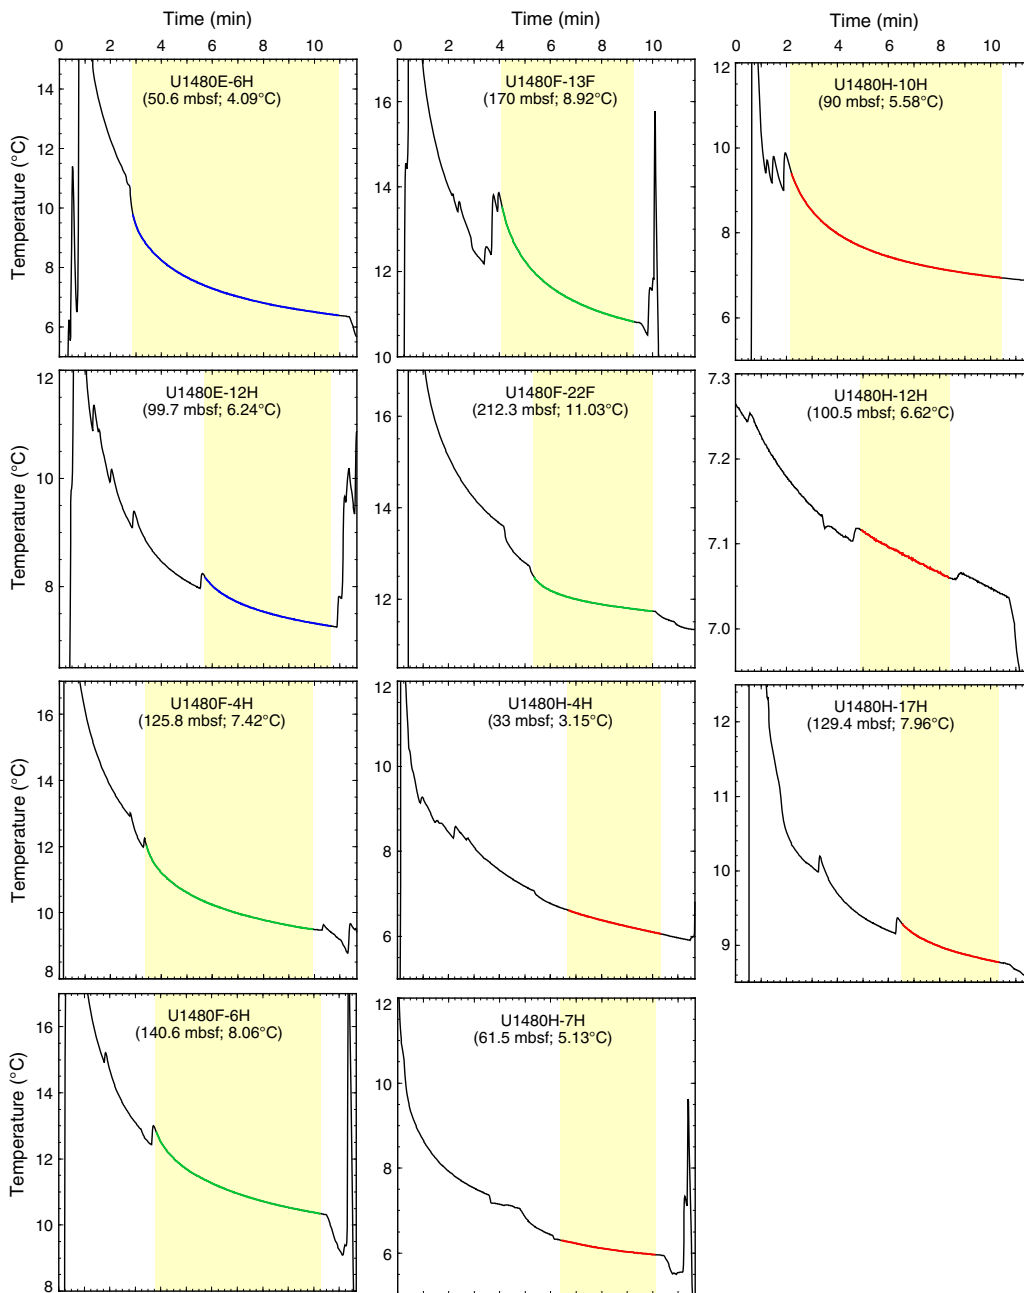 Time (min)
Time (min)
Time (min)
0 2 4 6 8 10
0 2 4 6 8 10
0 2 4 6 8 10
Temperature (°C)
14
12
10
8
6
U1480E-6H
(50.6 mbsf; 4.09°C)
16
14
12
10
U1480F-13F
(170 mbsf; 8.92°C)
12
10
8
6
U1480H-10H
(90 mbsf; 5.58°C)
Temperature (°C)
12
10
8
U1480E-12H
(99.7 mbsf; 6.24°C)
16
14
12
U1480F-22F
(212.3 mbsf; 11.03°C)
7.3
7.2
7.1
7.0
U1480H-12H
(100.5 mbsf; 6.62°C)
Temperature (°C)
16
14
12
10
8
U1480F-4H
(125.8 mbsf; 7.42°C)
12
10
8
6
U1480H-4H
(33 mbsf; 3.15°C)
12
11
10
9
U1480H-17H
(129.4 mbsf; 7.96°C)
Temperature (°C)
16
14
12
10
8
U1480F-6H
(140.6 mbsf; 8.06°C)
12
10
8
6
U1480H-7H
(61.5 mbsf; 5.13°C)